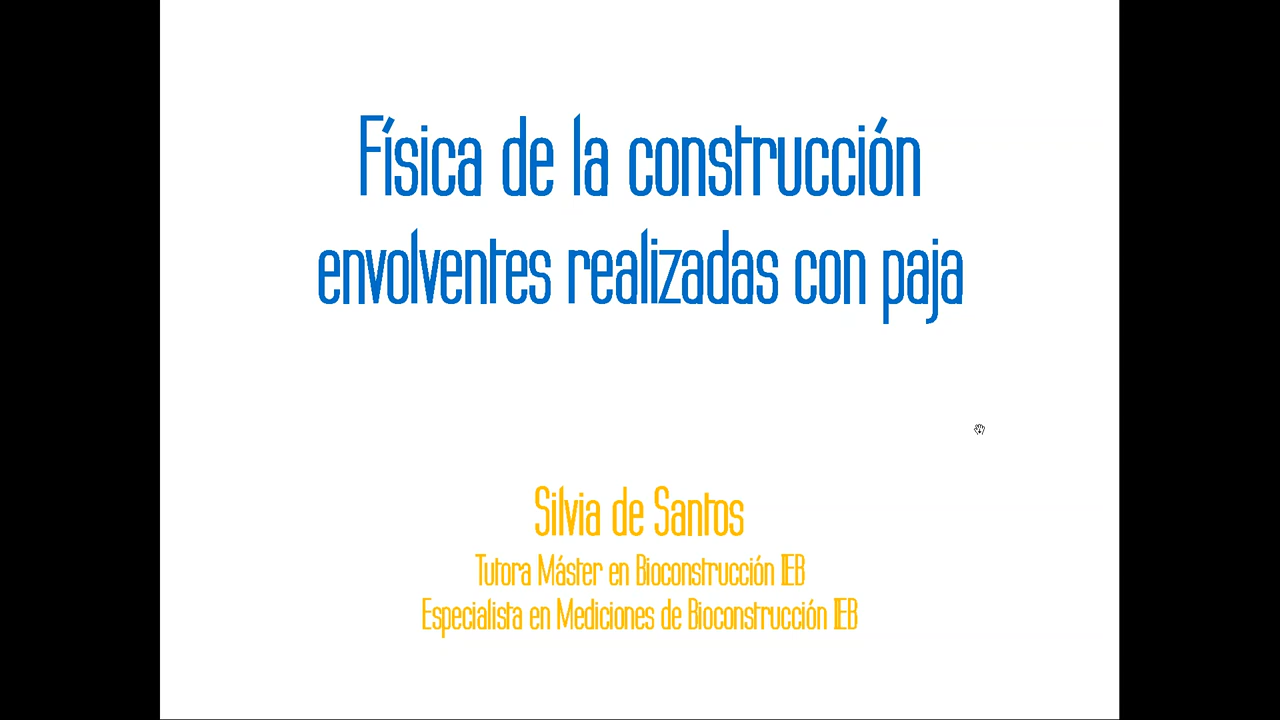 Física de la construcción
envolventes realizadas con paja
Silvia de Santos
Tutora Máster en Bioconstrucción IEB
Especialista en Mediciones de Bioconstrucción IEB